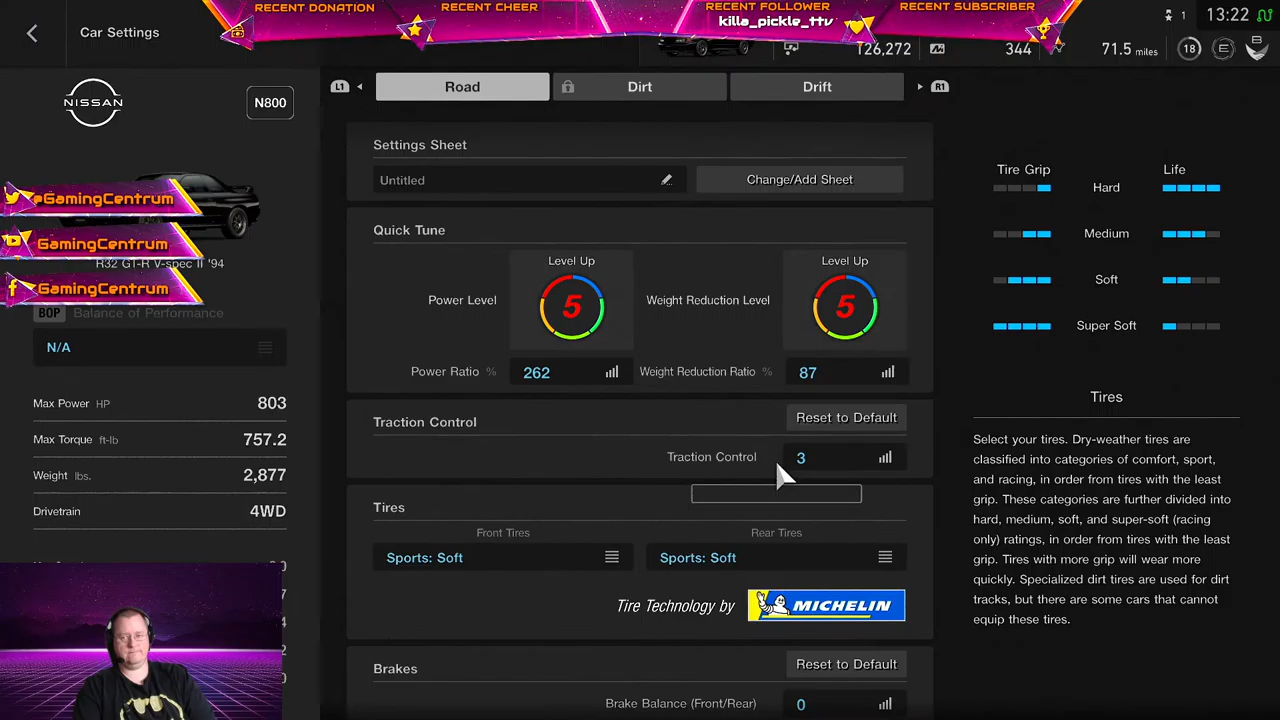 RECENT DONATION
RECENT CHEER
RECENT FOLLOWER
killa_pickle_ttv
RECENT SUBSCRIBER
1
13:22
Car Settings
126,272
344
71.5 miles
18
E
L1
Road
Dirt
Drift
R1
NISSAN
N800
@GamingCentrum
GamingCentrum
R32 GT-R V-spec II '94
GamingCentrum
BOP
Balance of Performance
N/A
Max Power HP
803
Max Torque ft-lb
757.2
Weight lbs.
2,877
Drivetrain
4WD
Settings Sheet
Untitled
Change/Add Sheet
Quick Tune
Level Up
Level Up
Power Level
5
Weight Reduction Level
5
Power Ratio %
262
Weight Reduction Ratio %
87
Traction Control
Reset to Default
Traction Control
3
Tires
Front Tires
Rear Tires
Sports: Soft
Sports: Soft
Tire Technology by
MICHELIN
Brakes
Reset to Default
Brake Balance (Front/Rear)
0
Tire Grip
Life
Hard
Medium
Soft
Super Soft
Tires
Select your tires. Dry-weather tires are
classified into categories of comfort, sport,
and racing, in order from tires with the least
grip. These categories are further divided into
hard, medium, soft, and super-soft (racing
only) ratings, in order from tires with the least
grip. Tires with more grip will wear more
quickly. Specialized dirt tires are used for dirt
tracks, but there are some cars that cannot
equip these tires.